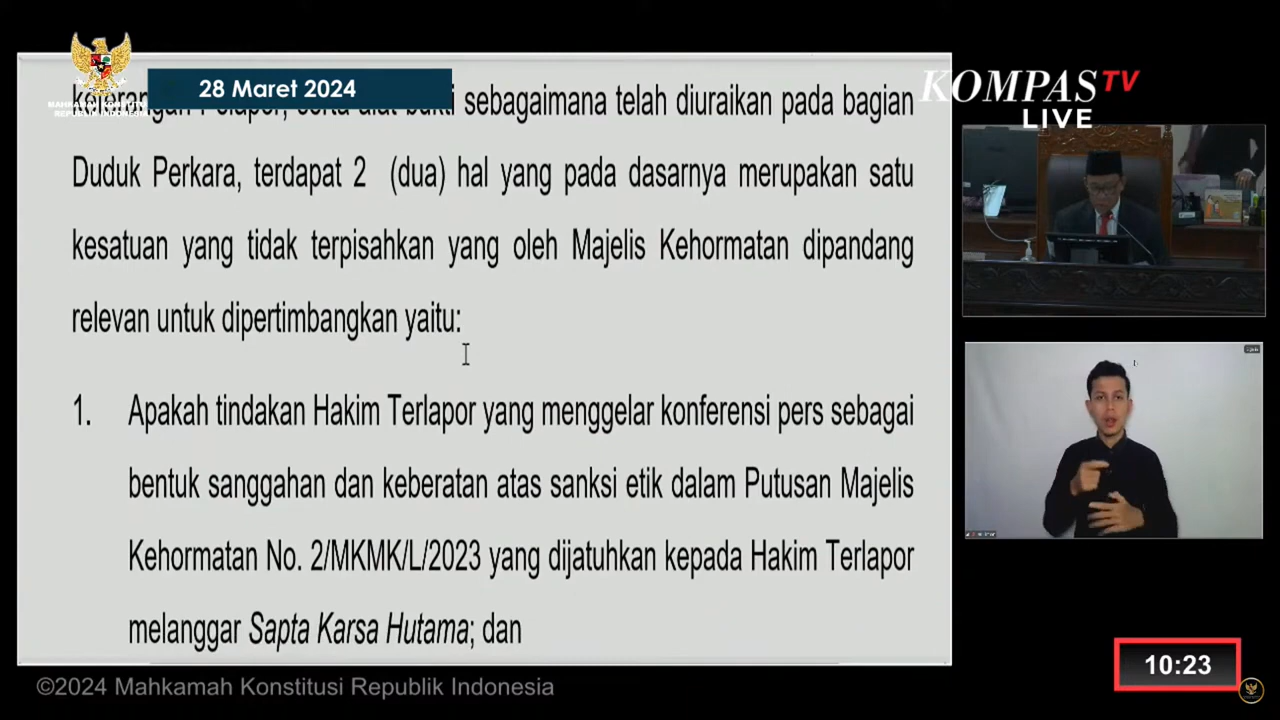 MAHKAMAH KONSTITUSI
REPUBLIK INDONESIA
28 Maret 2024
KOMPAS TV
LIVE
sebagaimana telah diuraikan pada bagian
Duduk Perkara, terdapat 2 (dua) hal yang pada dasarnya merupakan satu
kesatuan yang tidak terpisahkan yang oleh Majelis Kehormatan dipandang
relevan untuk dipertimbangkan yaitu:
1. Apakah tindakan Hakim Terlapor yang menggelar konferensi pers sebagai
bentuk sanggahan dan keberatan atas sanksi etik dalam Putusan Majelis
Kehormatan No. 2/MKMK/L/2023 yang dijatuhkan kepada Hakim Terlapor
melanggar Sapta Karsa Hutama; dan
10:23
©2024 Mahkamah Konstitusi Republik Indonesia